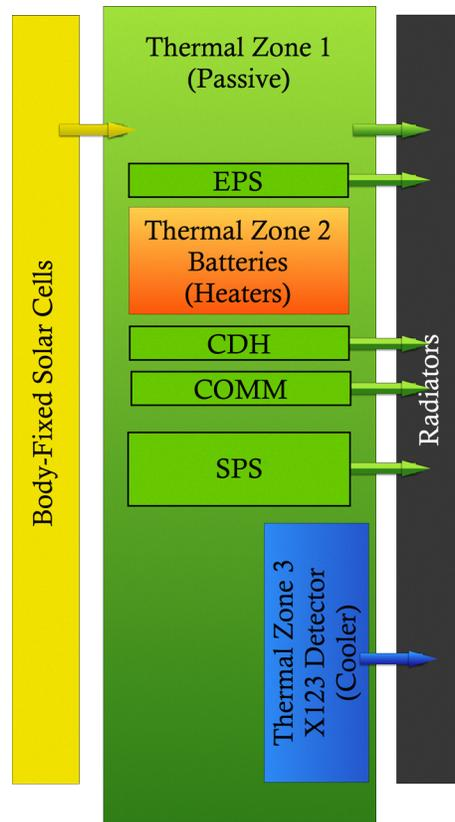 Thermal Zone 1
(Passive)
EPS
Thermal Zone 2
Batteries
(Heaters)
CDH
COMM
SPS
Thermal Zone 3
X123 Detector
(Cooler)
Body-Fixed Solar Cells
Radiators